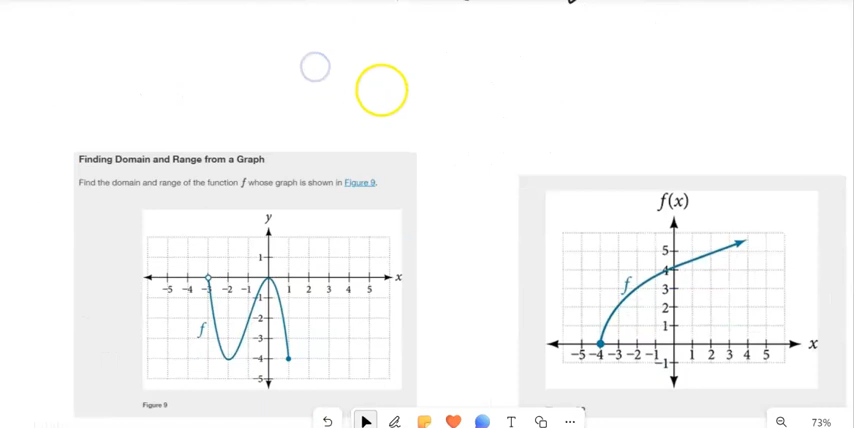 Finding Domain and Range from a Graph
Find the domain and range of the function f whose graph is shown in Figure 9.
y
1
x
-5 -4 -3 -2 -1 1 2 3 4 5
-1
-2
f
-3
-4
-5
Figure 9
f(x)
5
4
f
3
2
1
x
-5 -4 -3 -2 -1 1 2 3 4 5
-1
T
73%